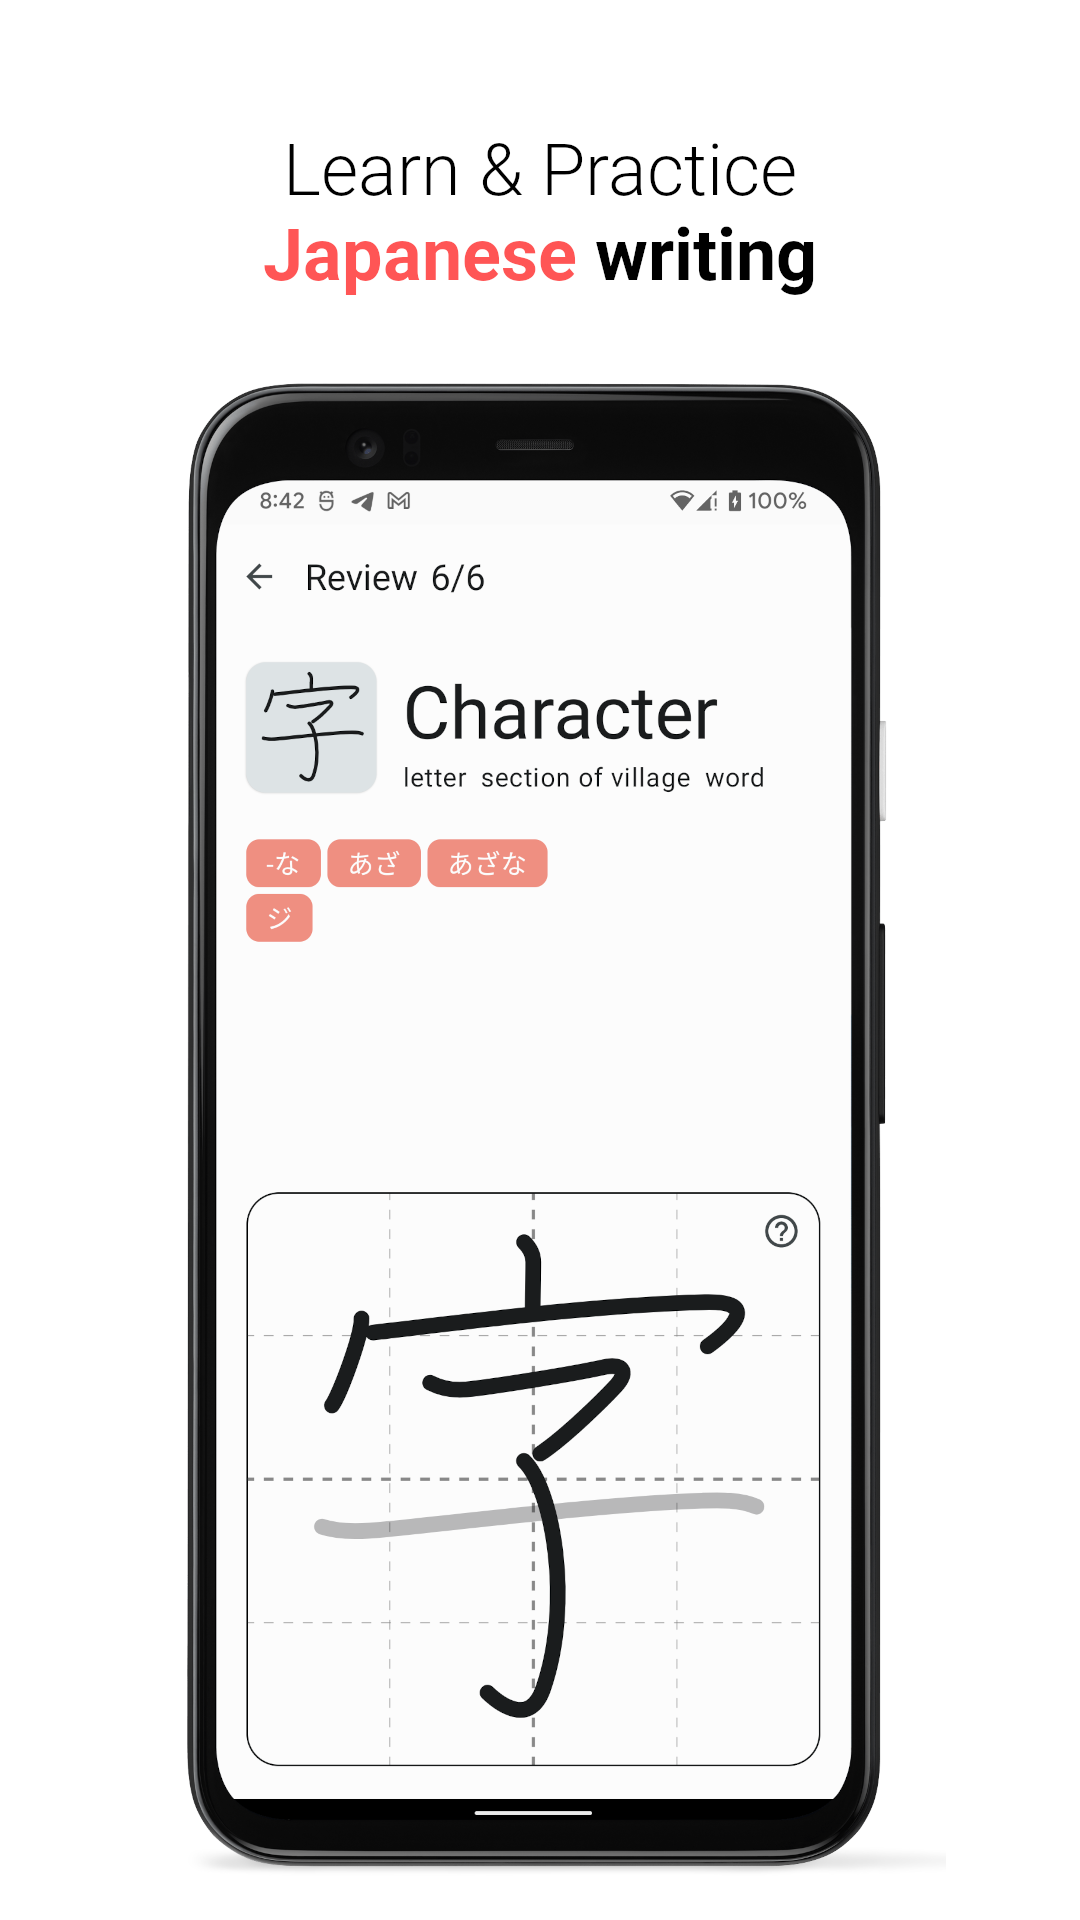 Learn & Practice
Japanese writing
8:42 100%
Review 6/6
字
Character
letter section of village word
-な あざ あざな
ジ
字